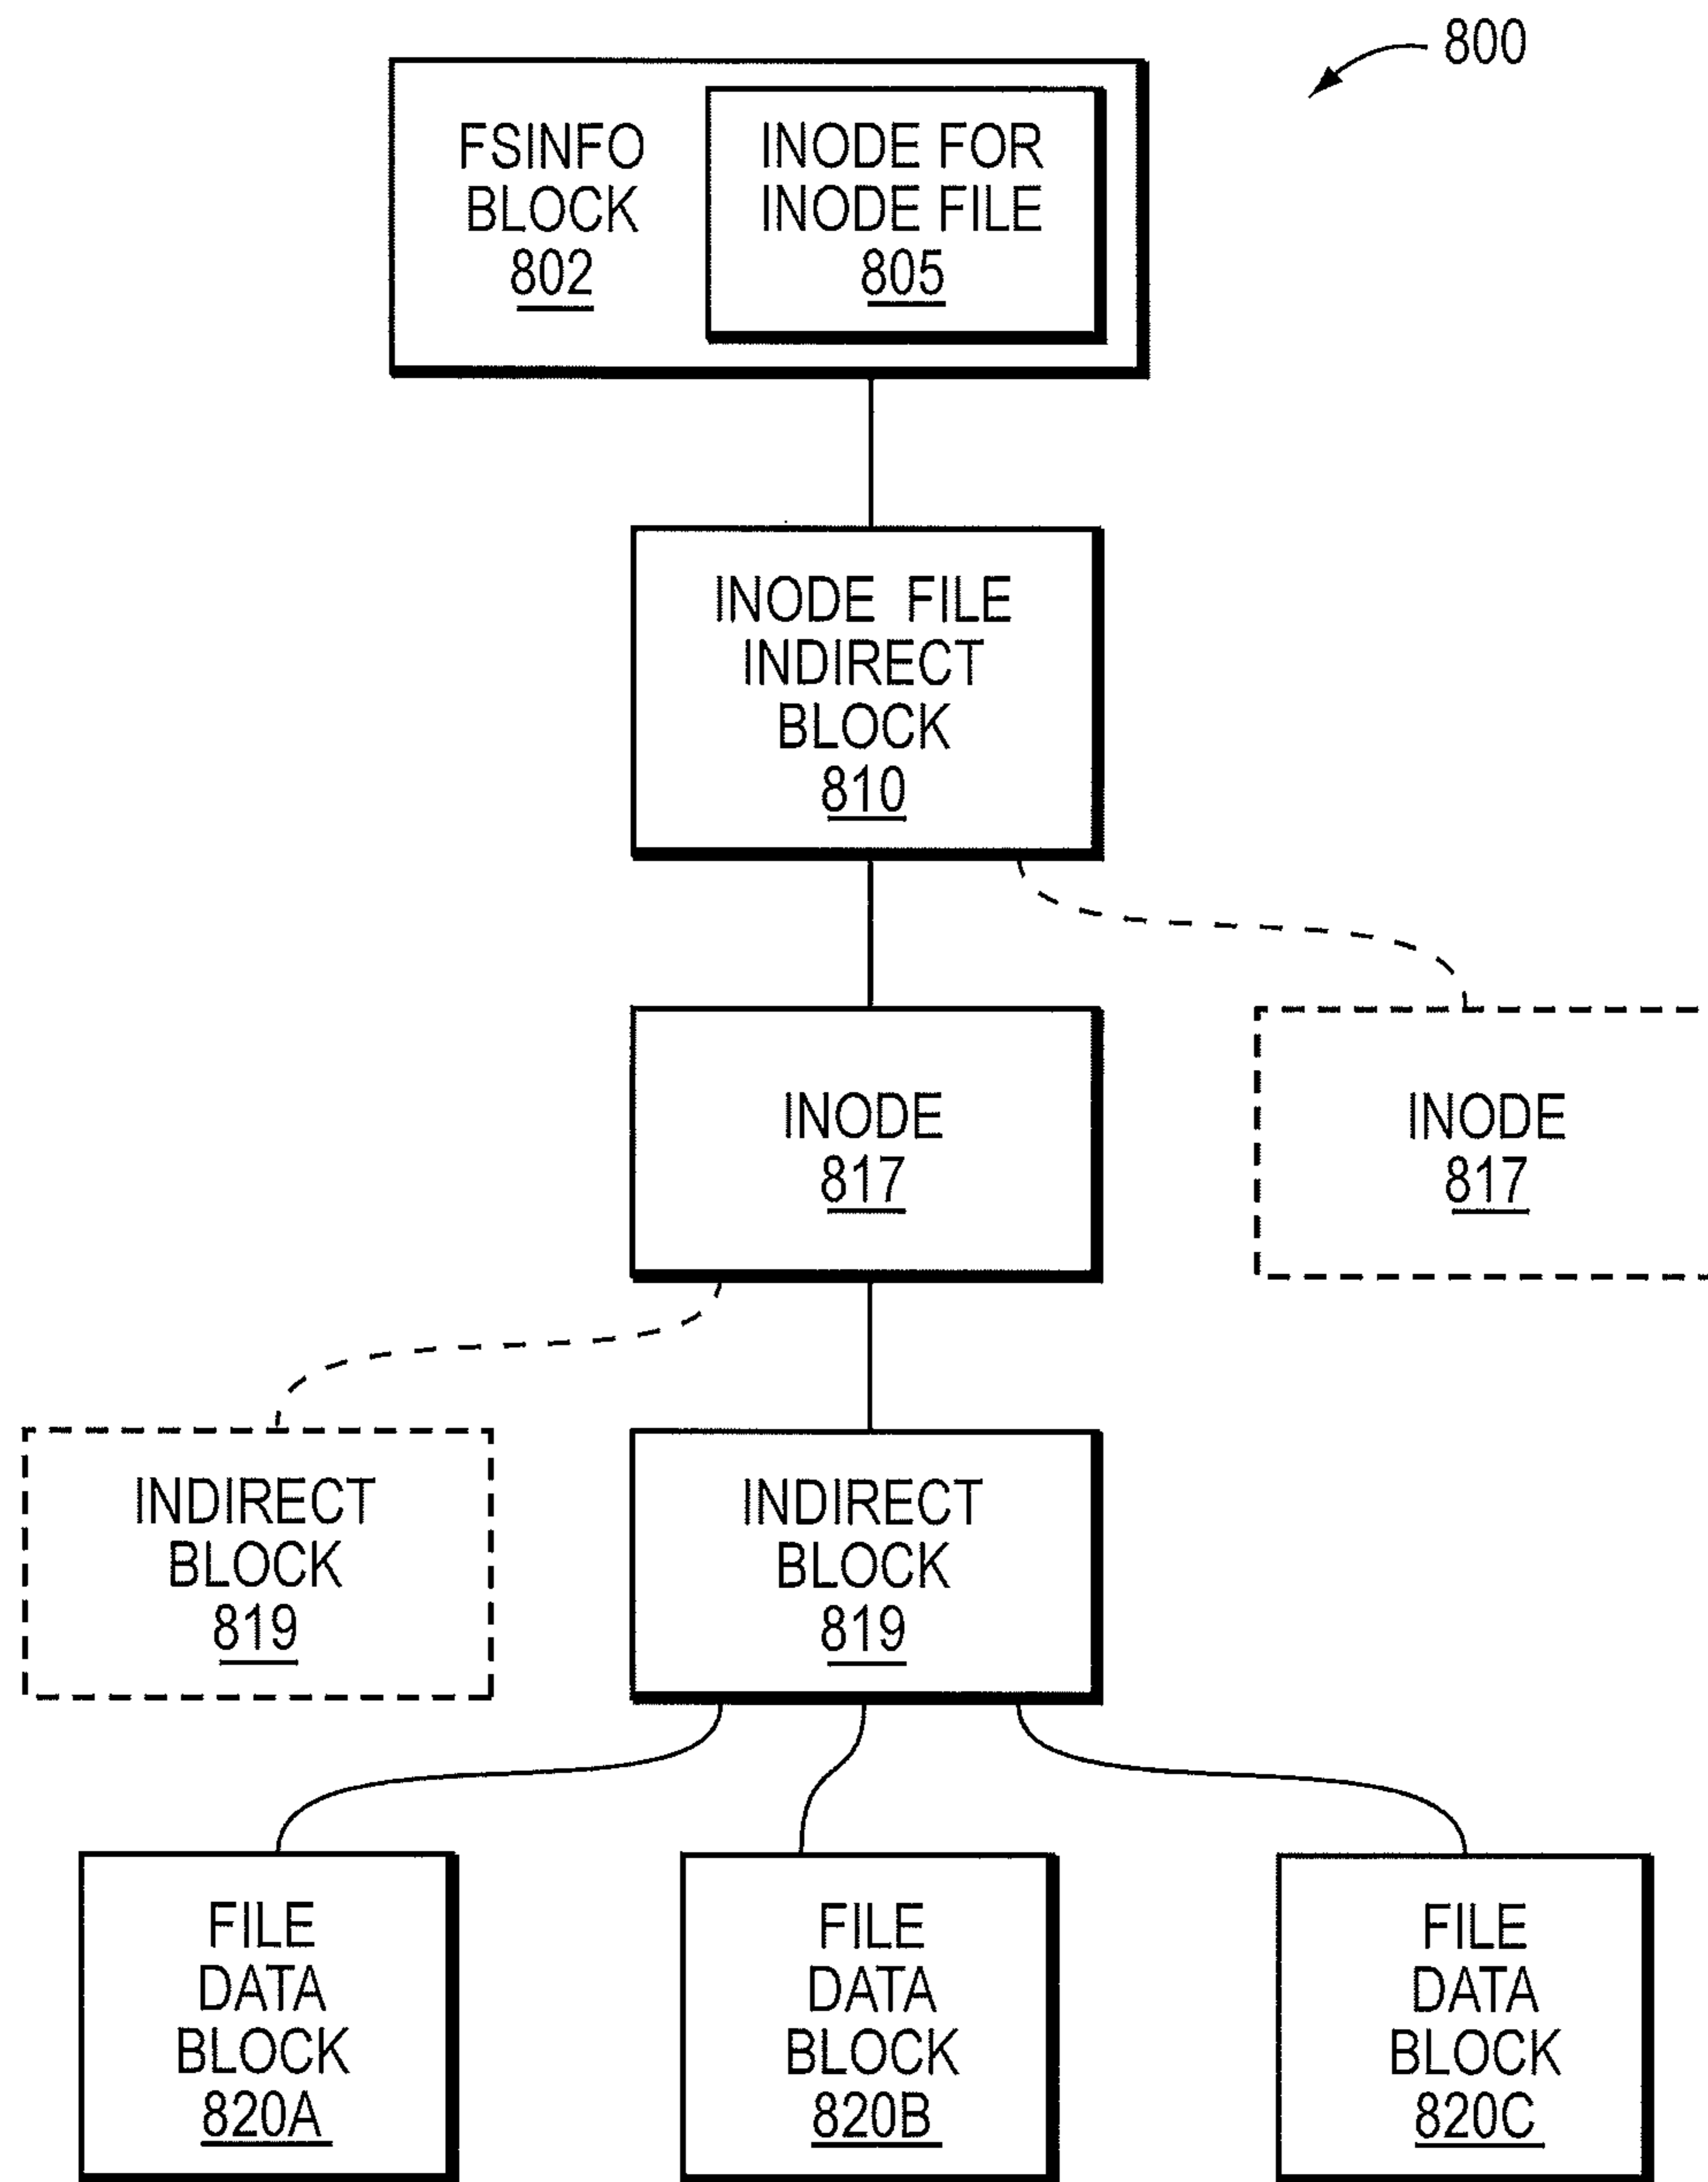 800
FSINFO
BLOCK
802
INODE FOR
INODE FILE
805
INODE FILE
INDIRECT
BLOCK
810
INODE
817
INODE
817
INDIRECT
BLOCK
819
INDIRECT
BLOCK
819
FILE
DATA
BLOCK
820A
FILE
DATA
BLOCK
820B
FILE
DATA
BLOCK
820C